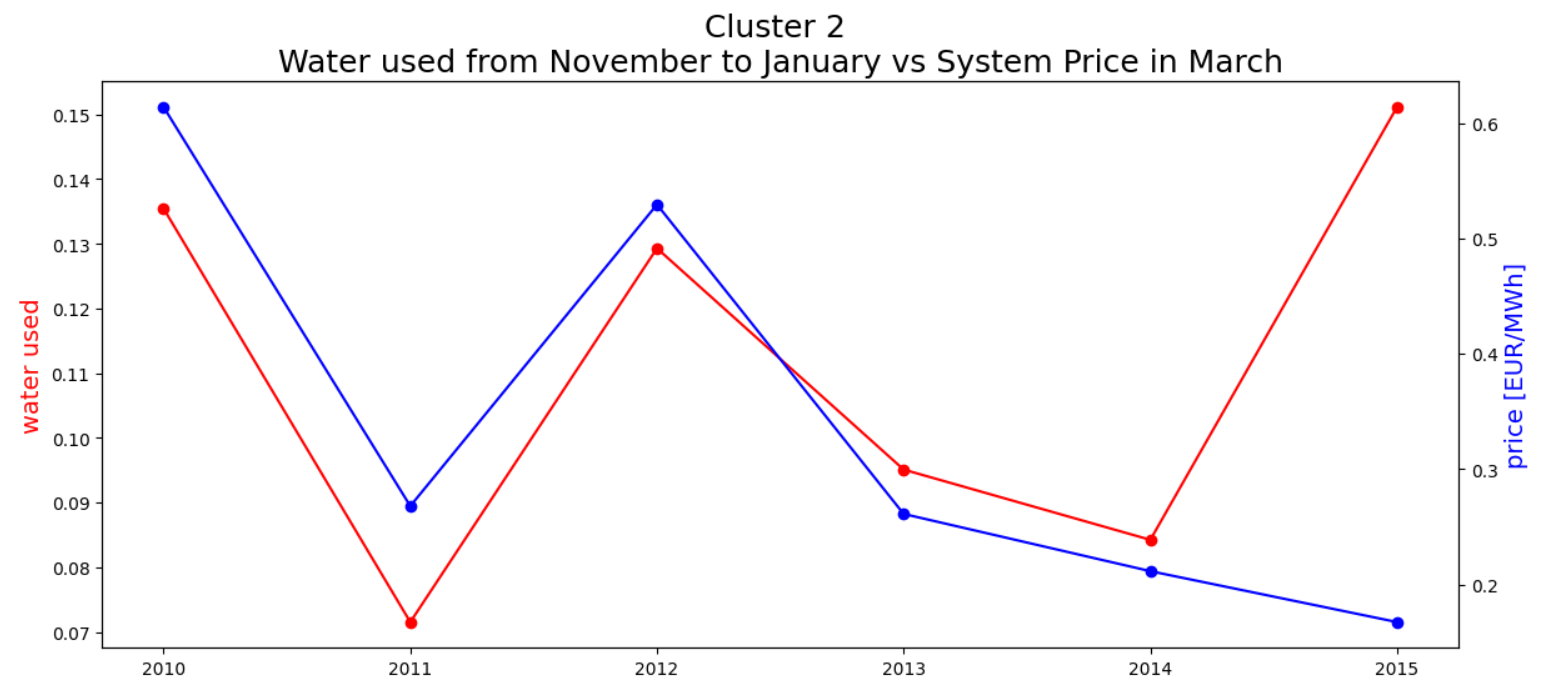 Cluster 2
Water used from November to January vs System Price in March
0.15
0.14
0.13
0.12
0.11
0.10
0.09
0.08
0.07
water used
0.6
0.5
0.4
0.3
0.2
price [EUR/MWh]
2010 2011 2012 2013 2014 2015